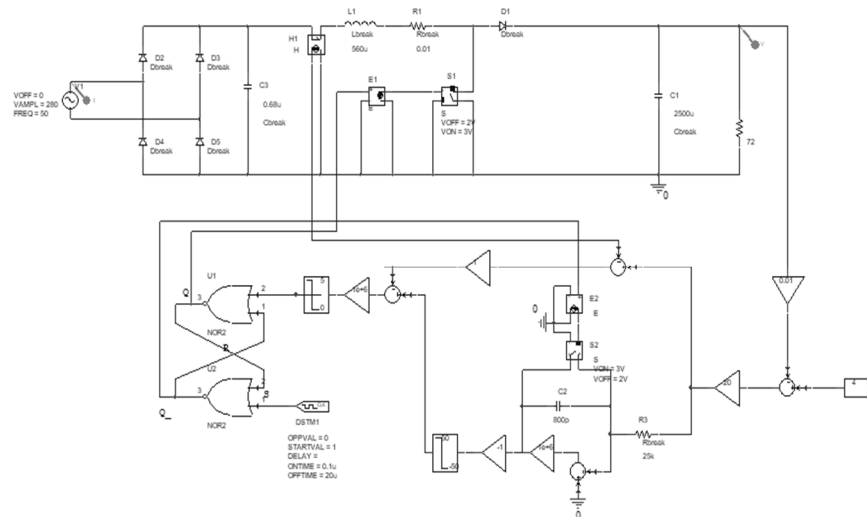 H1
H
L1
Lbreak
560u
R1
Rbreak
0.01
D1
Dbreak
D2
Dbreak
D3
Dbreak
C3
0.68u
Cbreak
VOFF = 0
VAMPL = 280
FREQ = 50
V1
E1
E
S1
S
VOFF = 2V
VON = 3V
C1
2500u
Cbreak
72
D4
Dbreak
D5
Dbreak
0
U1
Q
3
2
1
NOR2
R
U2
3
2
S
1
Q_
NOR2
DSTM1
OPPVAL = 0
STARTVAL = 1
DELAY =
ONTIME = 0.1u
OFFTIME = 20u
5
0
1e+6
1
0
E2
E
S2
S
VON = 3V
VOFF = 2V
C2
800p
R3
Rbreak
25k
50
-50
-1
1e+6
0
0.01
20
4